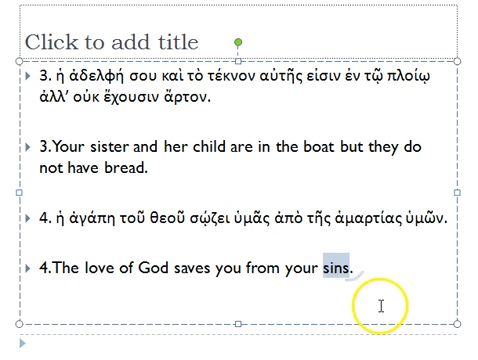 Click to add title
3. ἡ ἀδελφή σου καὶ τὸ τέκνον αὐτῆς εἰσιν ἐν τῷ πλοίῳ
ἀλλ’ οὐκ ἔχουσιν ἄρτον.
3.Your sister and her child are in the boat but they do
not have bread.
4. ἡ ἀγάπη τοῦ θεοῦ σῴζει ὑμᾶς ἀπὸ τῆς ἁμαρτίας ὑμῶν.
4.The love of God saves you from your sins.